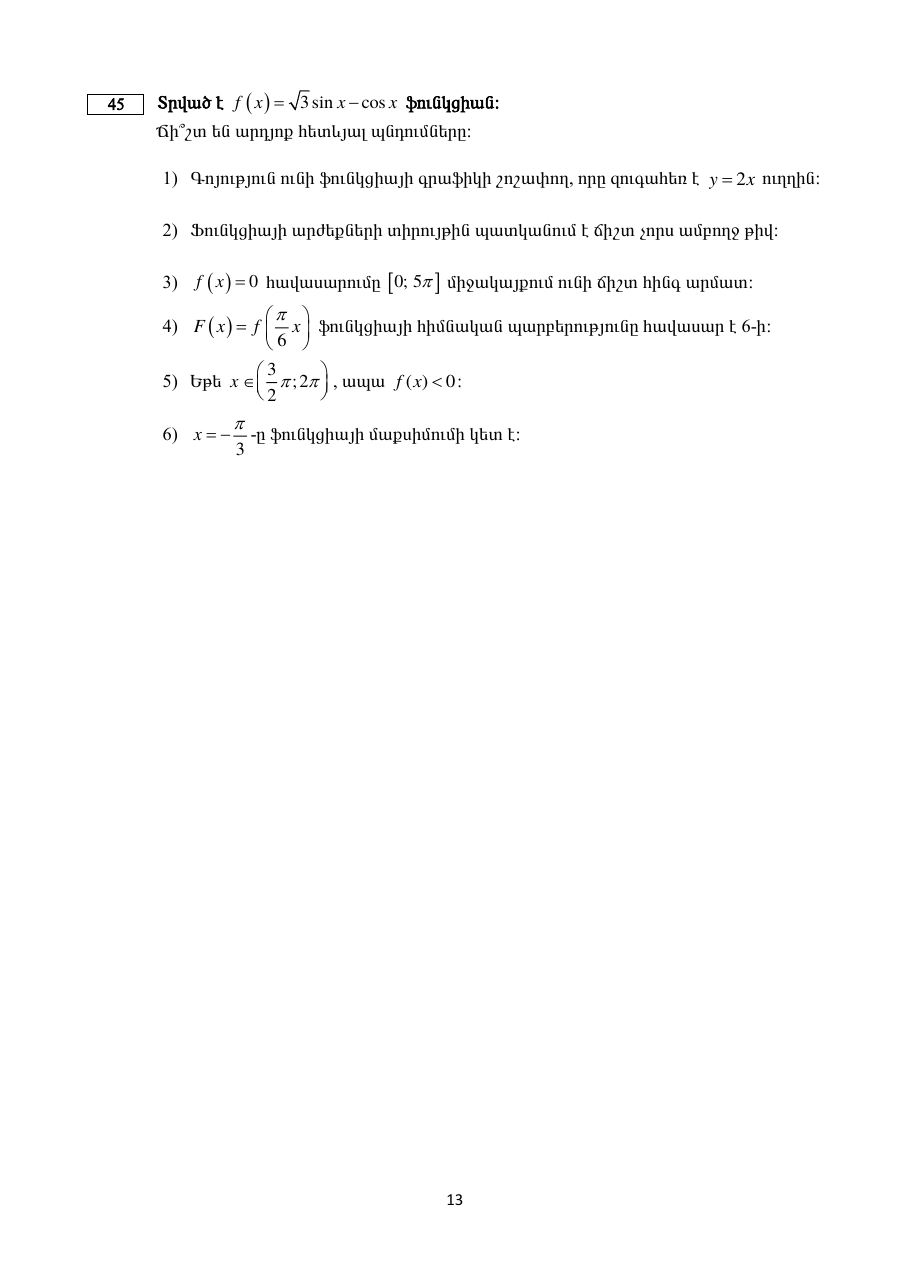 45 Տրված է f(x) = √3 sin x − cos x ֆունկցիան:
Ճի՞շտ են արդյոք հետևյալ պնդումները:
1) Գոյություն ունի ֆունկցիայի գրաֆիկի շոշափող, որը զուգահեռ է y = 2x ուղղին:
2) Ֆունկցիայի արժեքների տիրույթին պատկանում է ճիշտ չորս ամբողջ թիվ:
3) f(x) = 0 հավասարումը [0; 5π] միջակայքում ունի ճիշտ հինգ արմատ:
4) F(x) = f(π/6 x) ֆունկցիայի հիմնական պարբերությունը հավասար է 6-ի:
5) Եթե x ∈ (3/2 π; 2π), ապա f(x) < 0:
6) x = −π/3 -ը ֆունկցիայի մաքսիմումի կետ է:
13